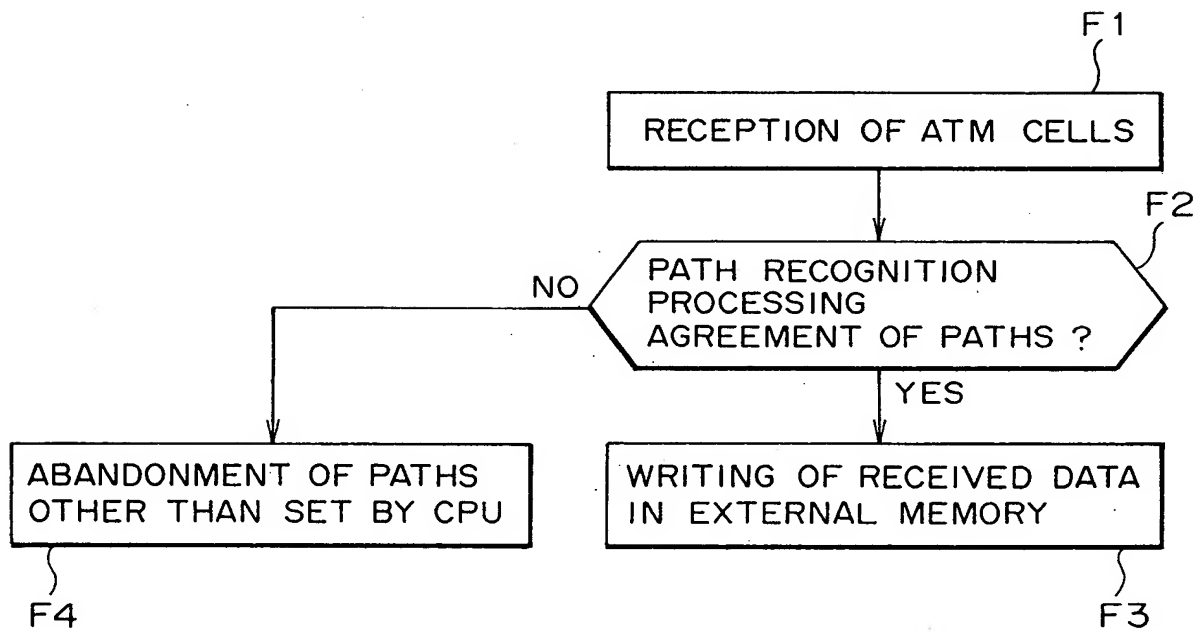 F1
RECEPTION OF ATM CELLS
F2
PATH RECOGNITION
PROCESSING
AGREEMENT OF PATHS ?
NO
YES
ABANDONMENT OF PATHS
OTHER THAN SET BY CPU
WRITING OF RECEIVED DATA
IN EXTERNAL MEMORY
F4
F3